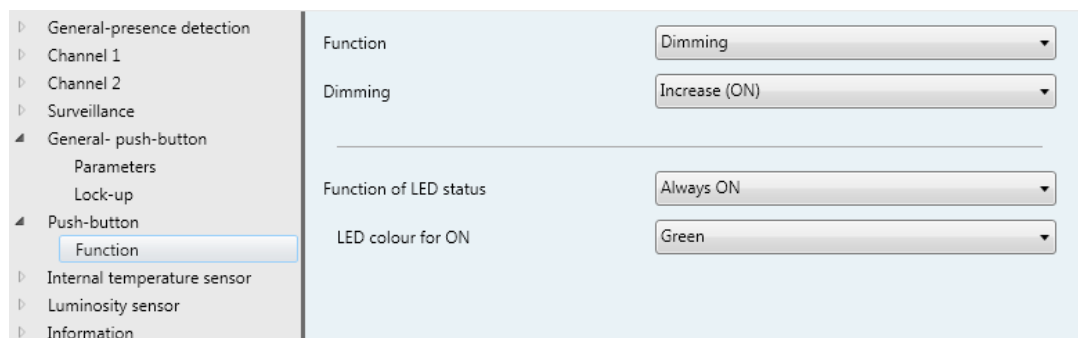 General-presence detection
Channel 1
Channel 2
Surveillance
General- push-button
Parameters
Lock-up
Push-button
Function
Internal temperature sensor
Luminosity sensor
Information
Function
Dimming
Dimming
Increase (ON)
Function of LED status
Always ON
LED colour for ON
Green